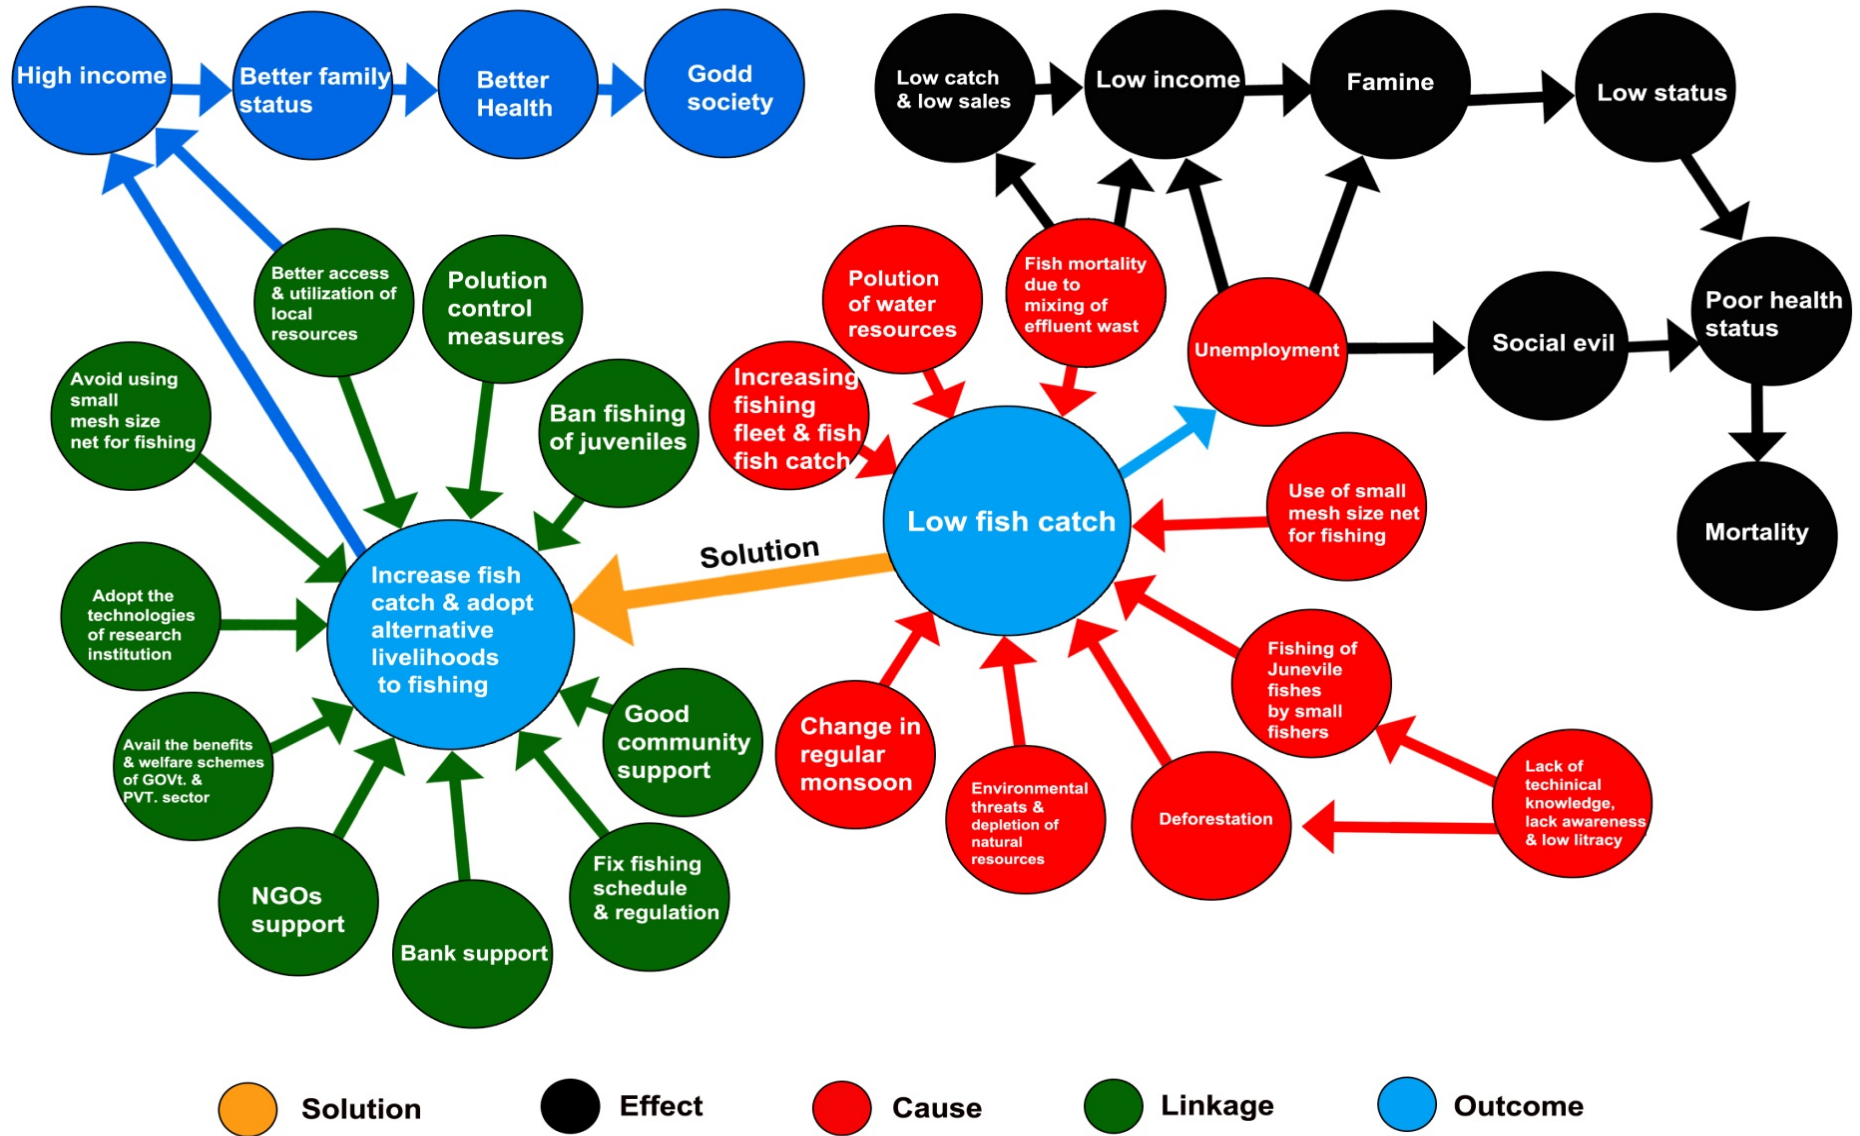 High income
Better family
status
Better
Health
Godd
society
Low catch
& low sales
Low income
Famine
Low status
Better access
& utilization of
local
resources
Polution
control
measures
Polution
of water
resources
Fish mortality
due to
mixing of
effluent wast
Unemployment
Social evil
Poor health
status
Avoid using
small
mesh size
net for fishing
Ban fishing
of juveniles
Increasing
fishing
fleet & fish
fish catch
Low fish catch
Use of small
mesh size net
for fishing
Mortality
Solution
Adopt the
technologies
of research
institution
Increase fish
catch & adopt
alternative
livelihoods
to fishing
Avail the benefits
& welfare schemes
of GOVt. &
PVT. sector
Good
community
support
Change in
regular
monsoon
Fishing of
Junevile
fishes
by small
fishers
Environmental
threats &
depletion of
natural
resources
Deforestation
Lack of
techinical
knowledge,
lack awareness
& low litracy
NGOs
support
Bank support
Fix fishing
schedule
& regulation
Solution
Effect
Cause
Linkage
Outcome